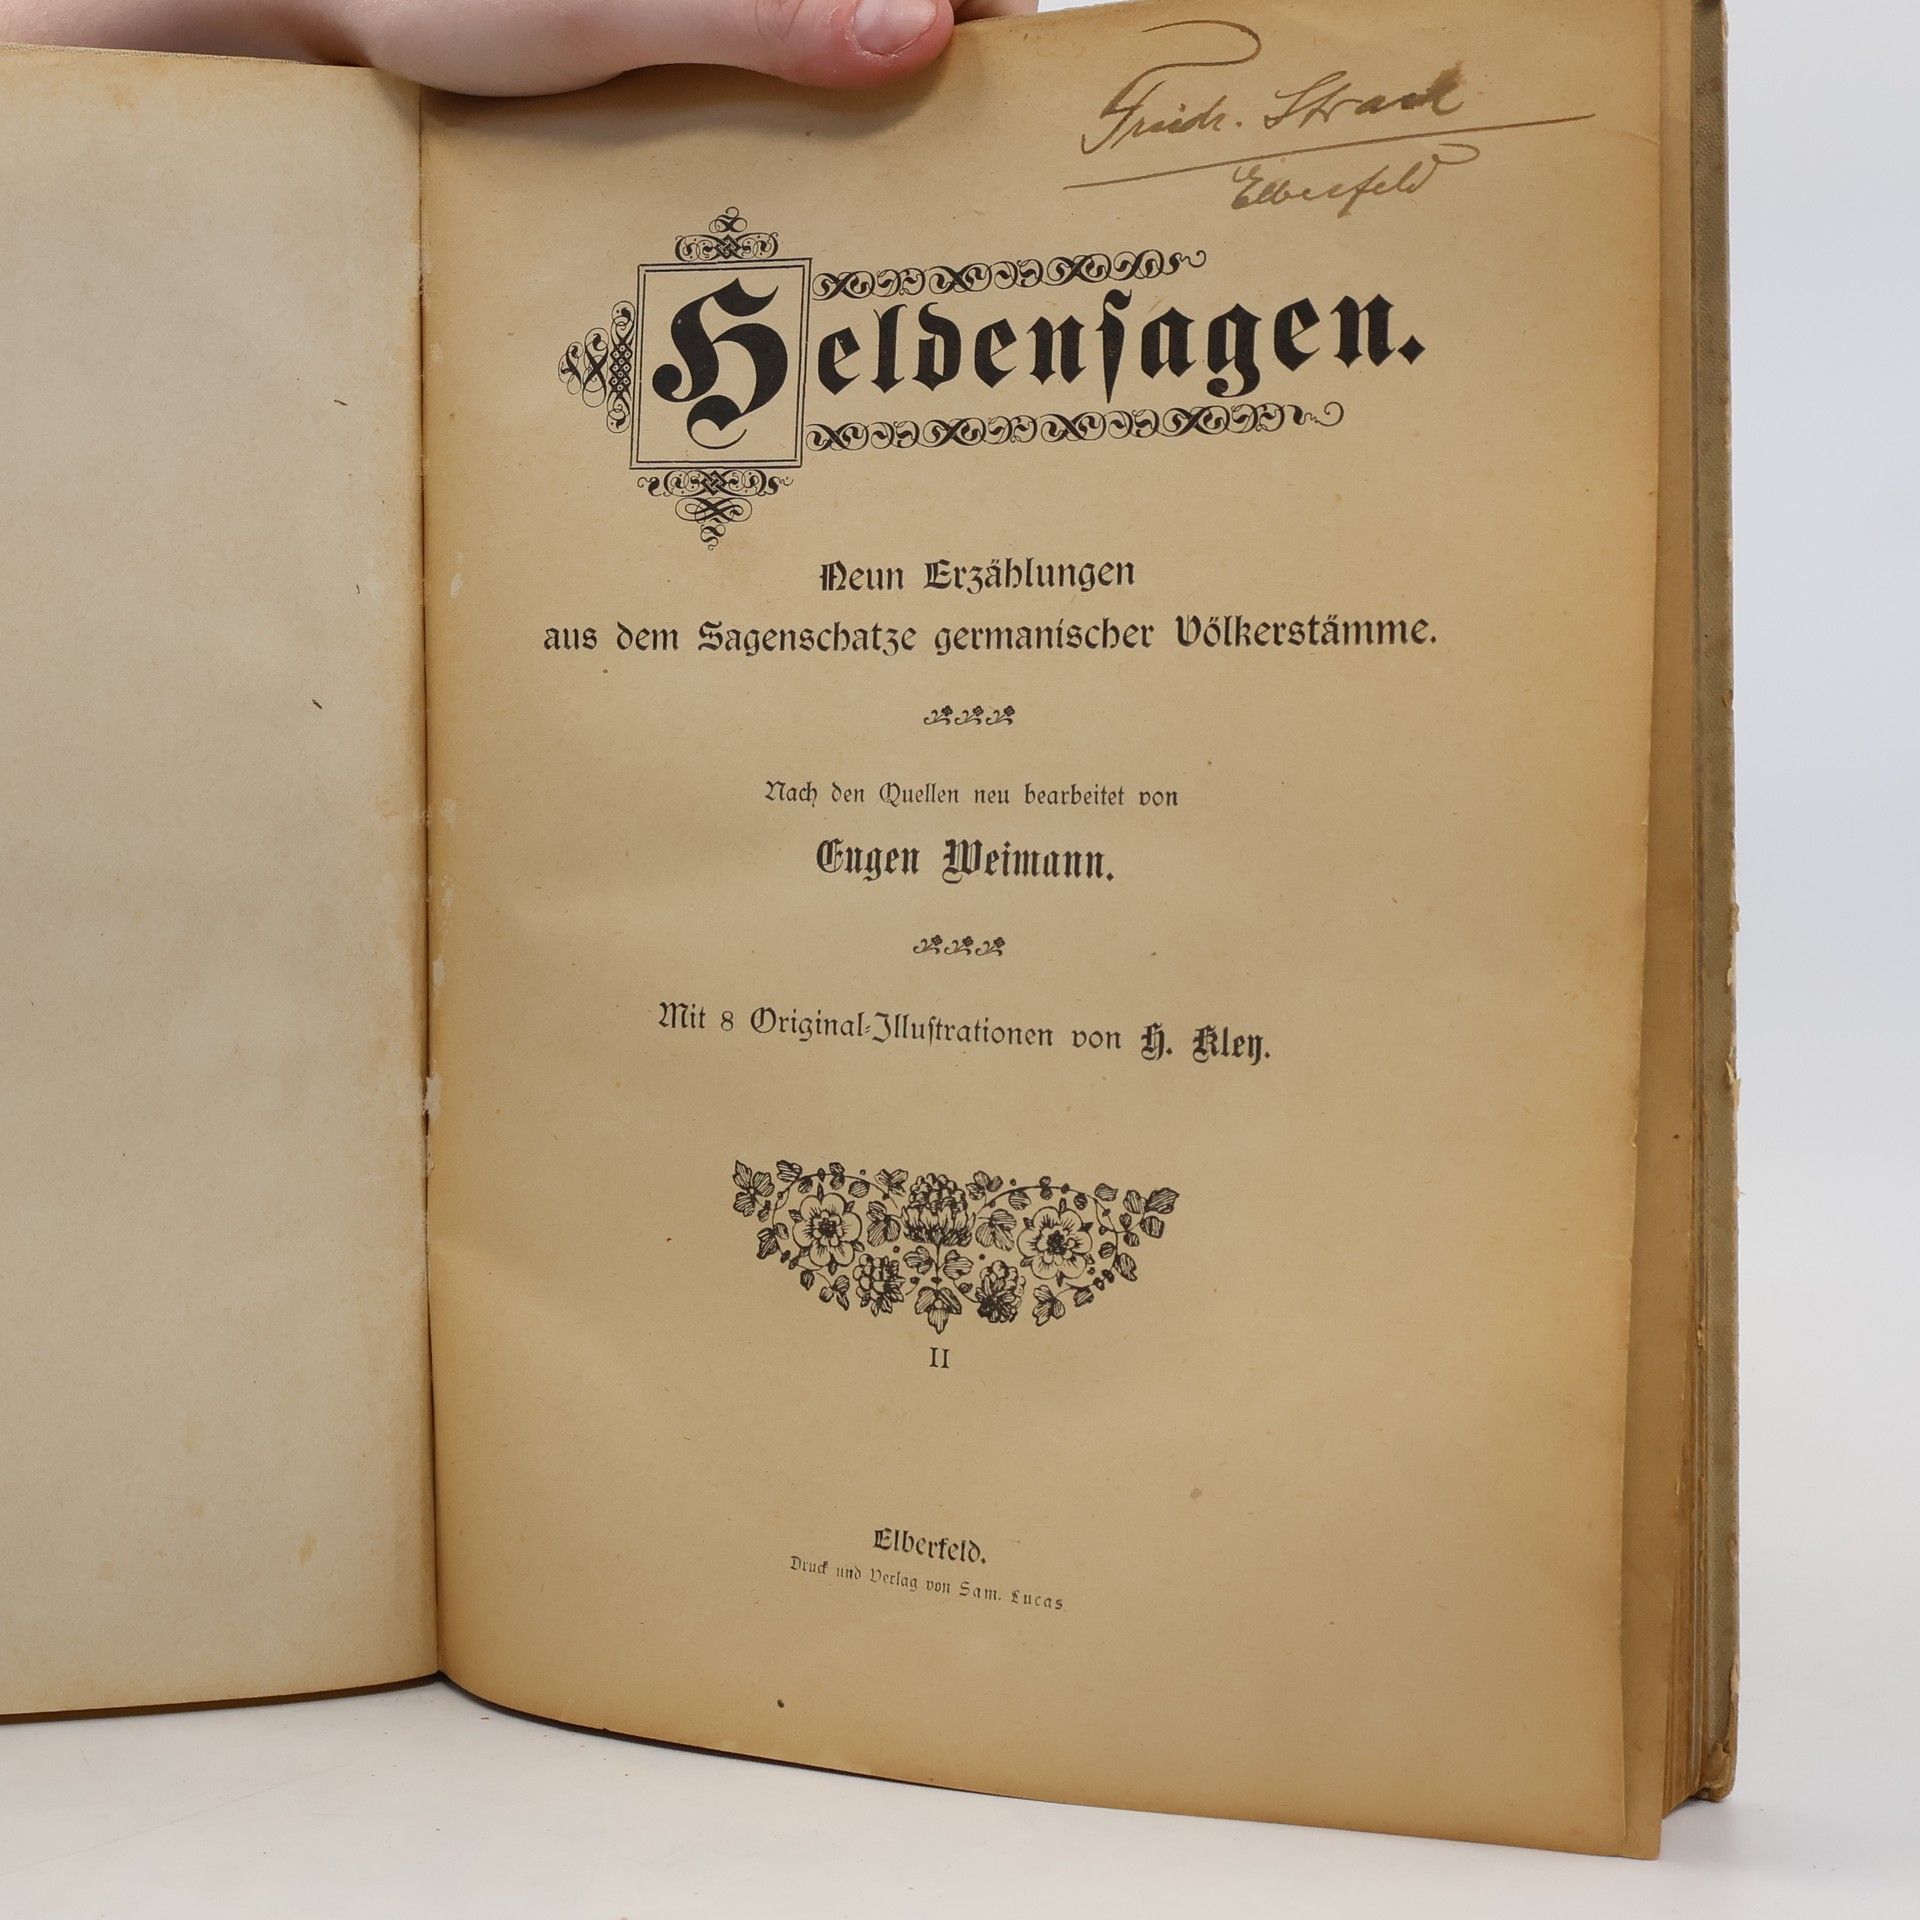 Friedr. Strack
Elberfeld
Heldensagen.
Neun Erzählungen
aus dem Sagenschatze germanischer Völkerstämme.
Nach den Quellen neu bearbeitet von
Eugen Weimann.
Mit 8 Original-Illustrationen von H. Kley.
II
Elberfeld.
Druck und Verlag von Sam. Lucas.